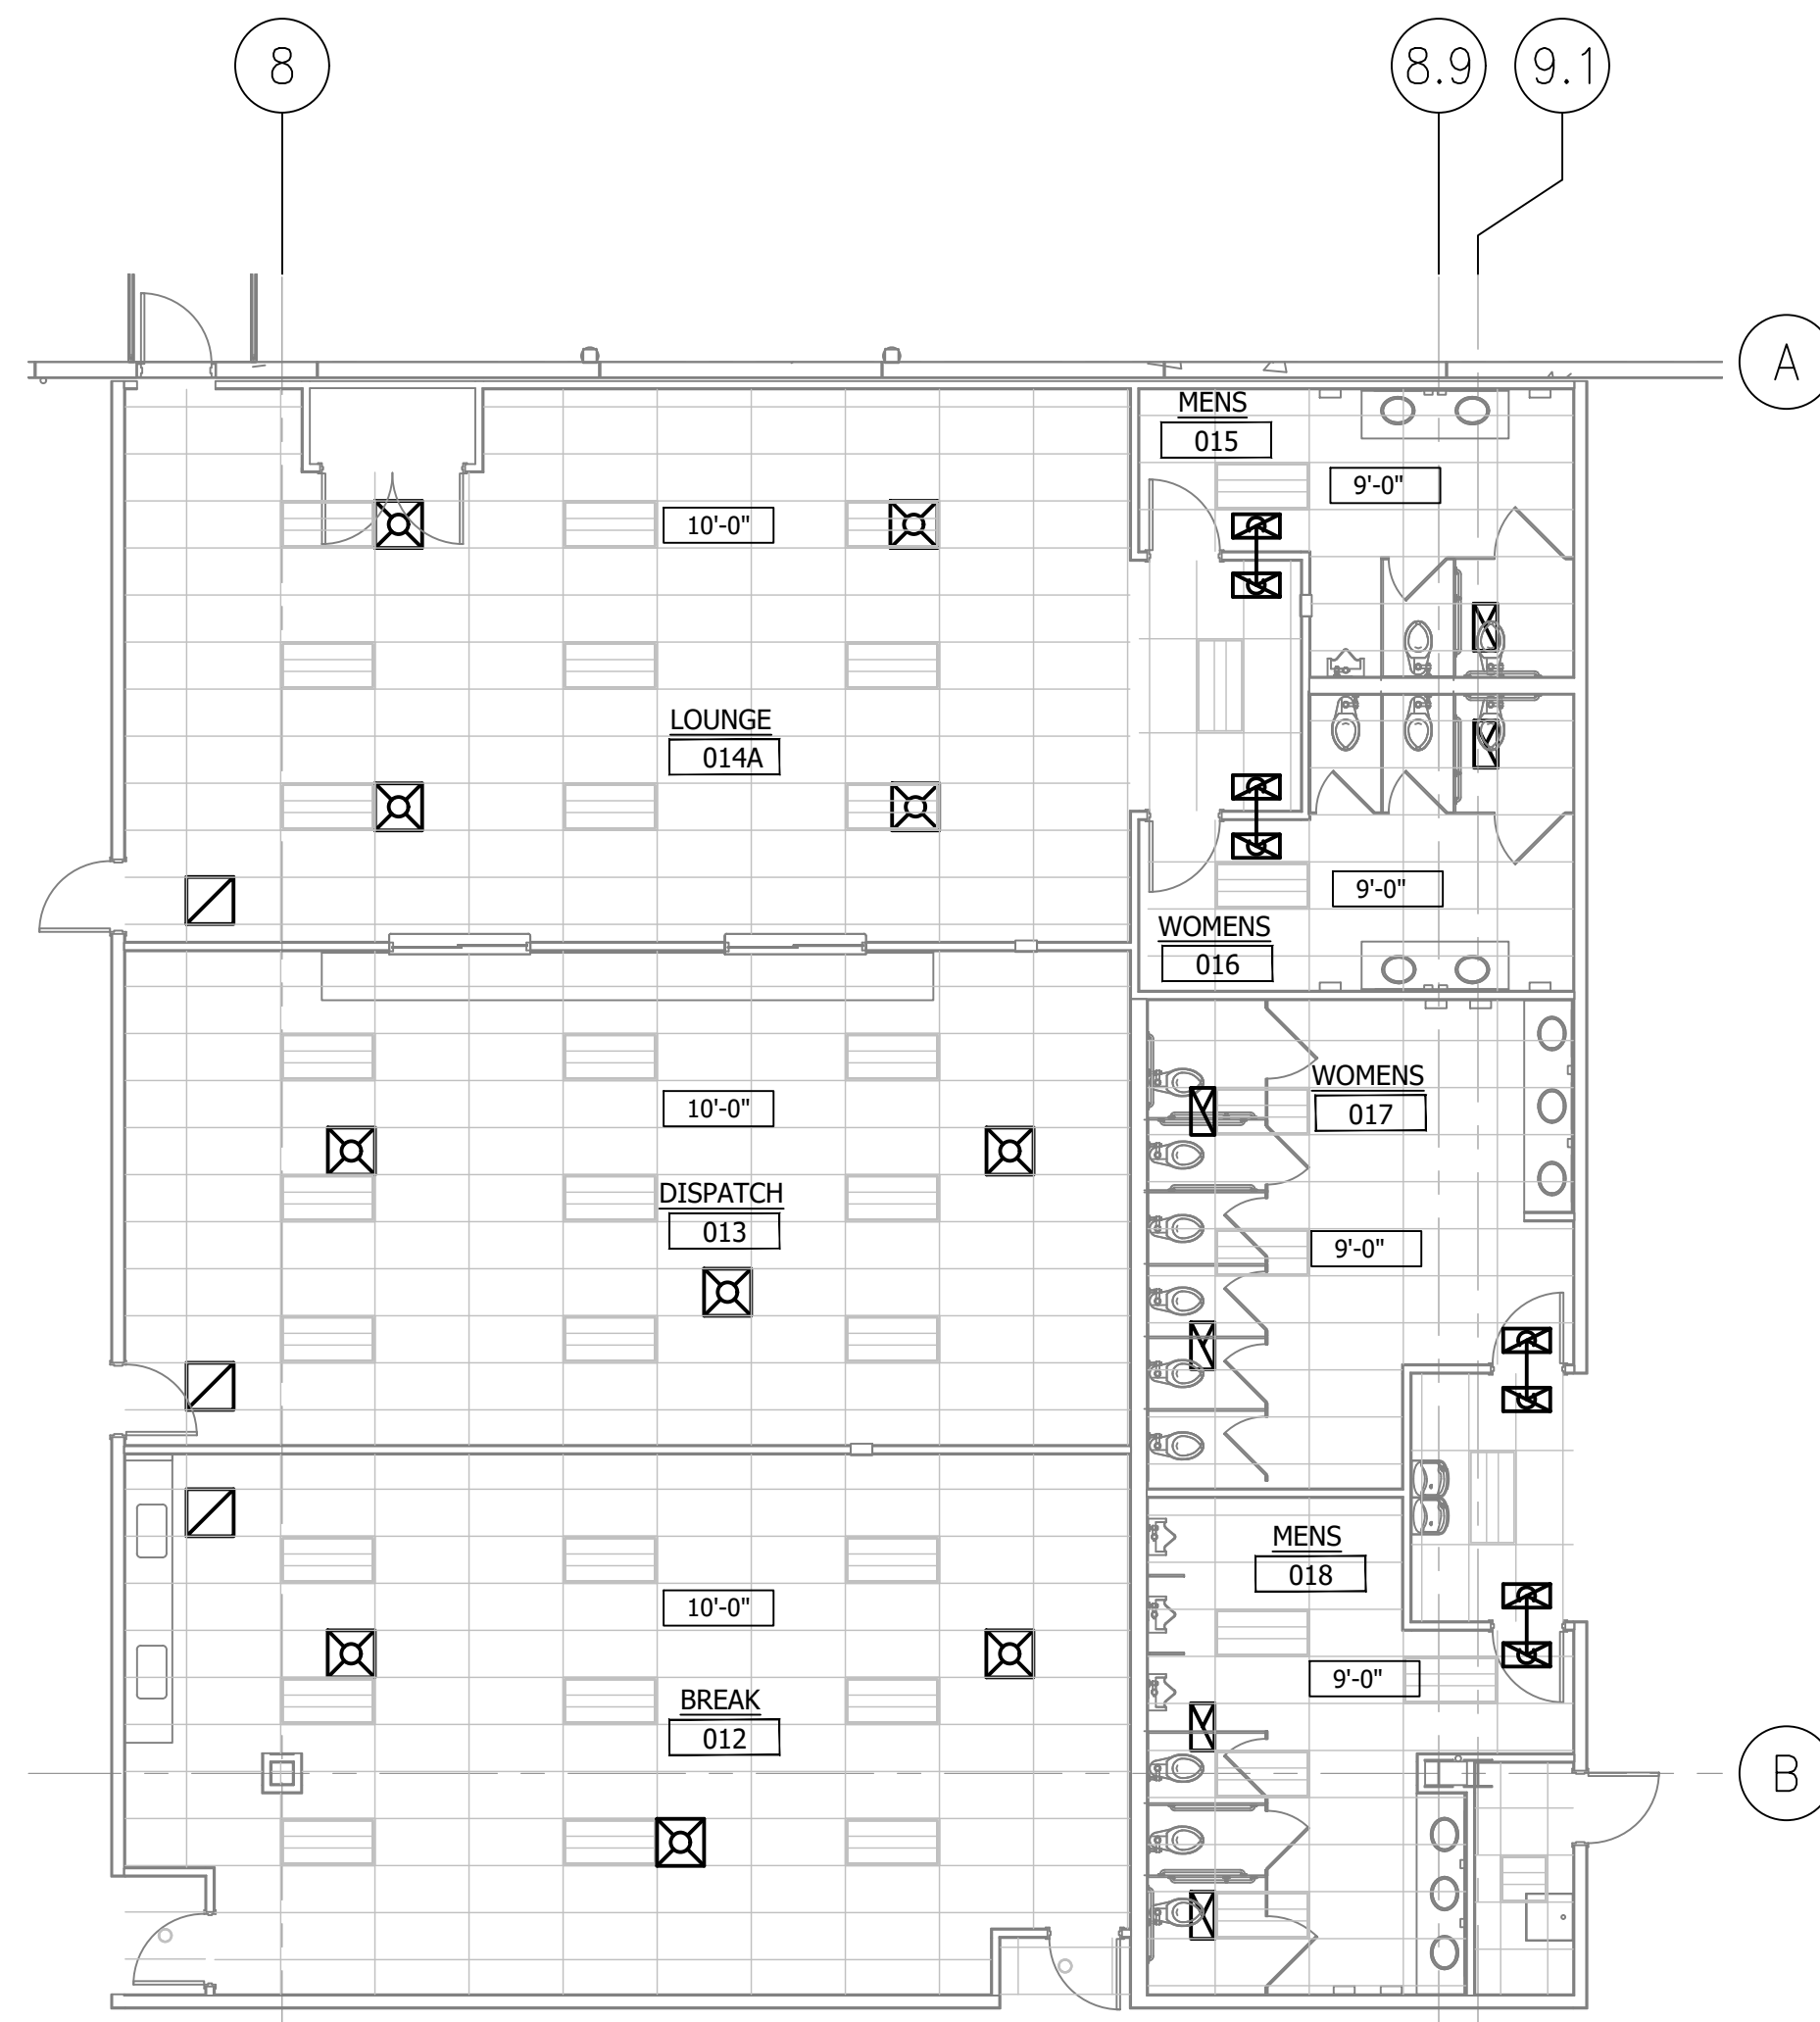 8
8.9
9.1
A
MENS
015
9'-0"
10'-0"
LOUNGE
014A
9'-0"
WOMENS
016
WOMENS
017
10'-0"
DISPATCH
013
9'-0"
MENS
018
10'-0"
9'-0"
BREAK
012
B